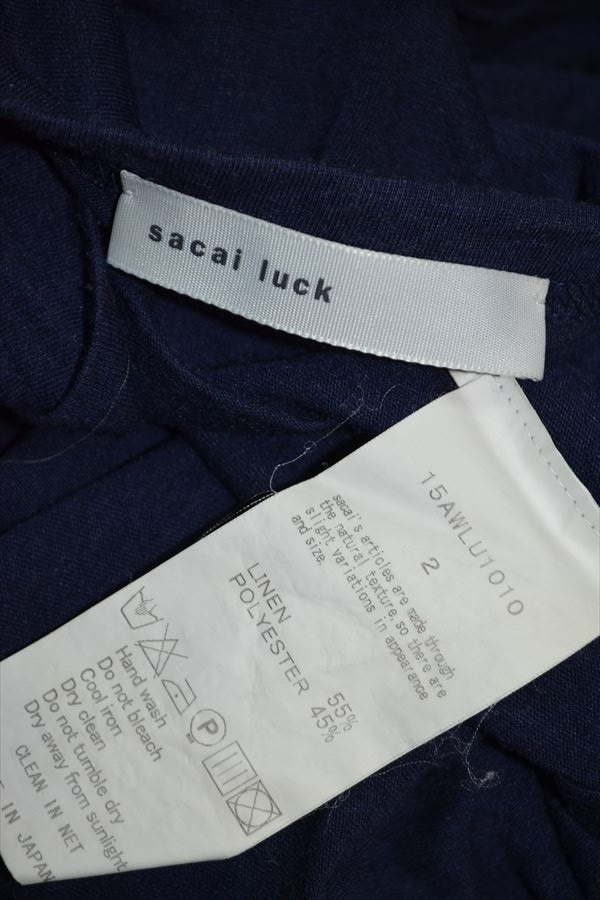 sacai luck
15AWLU1010
2
sacai's articles are made through
the natural texture, so there are
slight variations in appearance
and size.
LINEN 55%
POLYESTER 45%
P
Hand wash
Do not bleach
Cool iron
Dry clean
Do not tumble dry
Dry away from sunlight
CLEAN IN NET
IN JAPAN